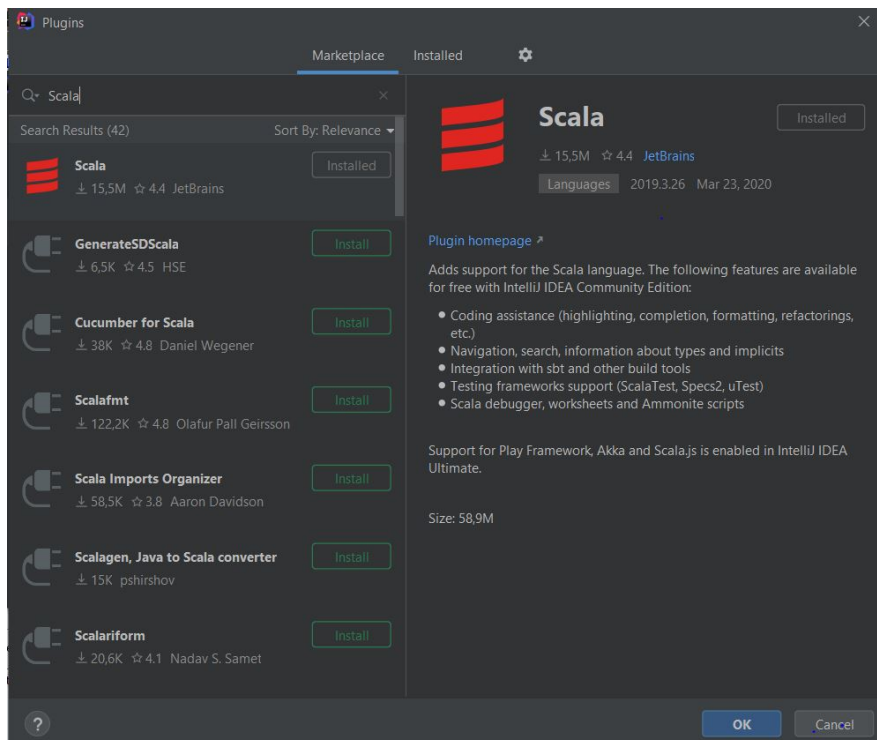 Plugins
Marketplace Installed
Scala
Search Results (42) Sort By: Relevance
Scala Installed
15,5M 4.4 JetBrains
GenerateSDScala Install
6,5K 4.5 HSE
Cucumber for Scala Install
38K 4.8 Daniel Wegener
Scalafmt Install
122,2K 4.8 Olafur Pall Geirsson
Scala Imports Organizer Install
58,5K 3.8 Aaron Davidson
Scalagen, Java to Scala converter Install
15K pshirshov
Scalariform Install
20,6K 4.1 Nadav S. Samet
Scala Installed
15,5M 4.4 JetBrains
Languages 2019.3.26 Mar 23, 2020
Plugin homepage
Adds support for the Scala language. The following features are available
for free with IntelliJ IDEA Community Edition:
• Coding assistance (highlighting, completion, formatting, refactorings,
etc.)
• Navigation, search, information about types and implicits
• Integration with sbt and other build tools
• Testing frameworks support (ScalaTest, Specs2, uTest)
• Scala debugger, worksheets and Ammonite scripts
Support for Play Framework, Akka and Scala.js is enabled in IntelliJ IDEA
Ultimate.
Size: 58,9M
? OK Cancel